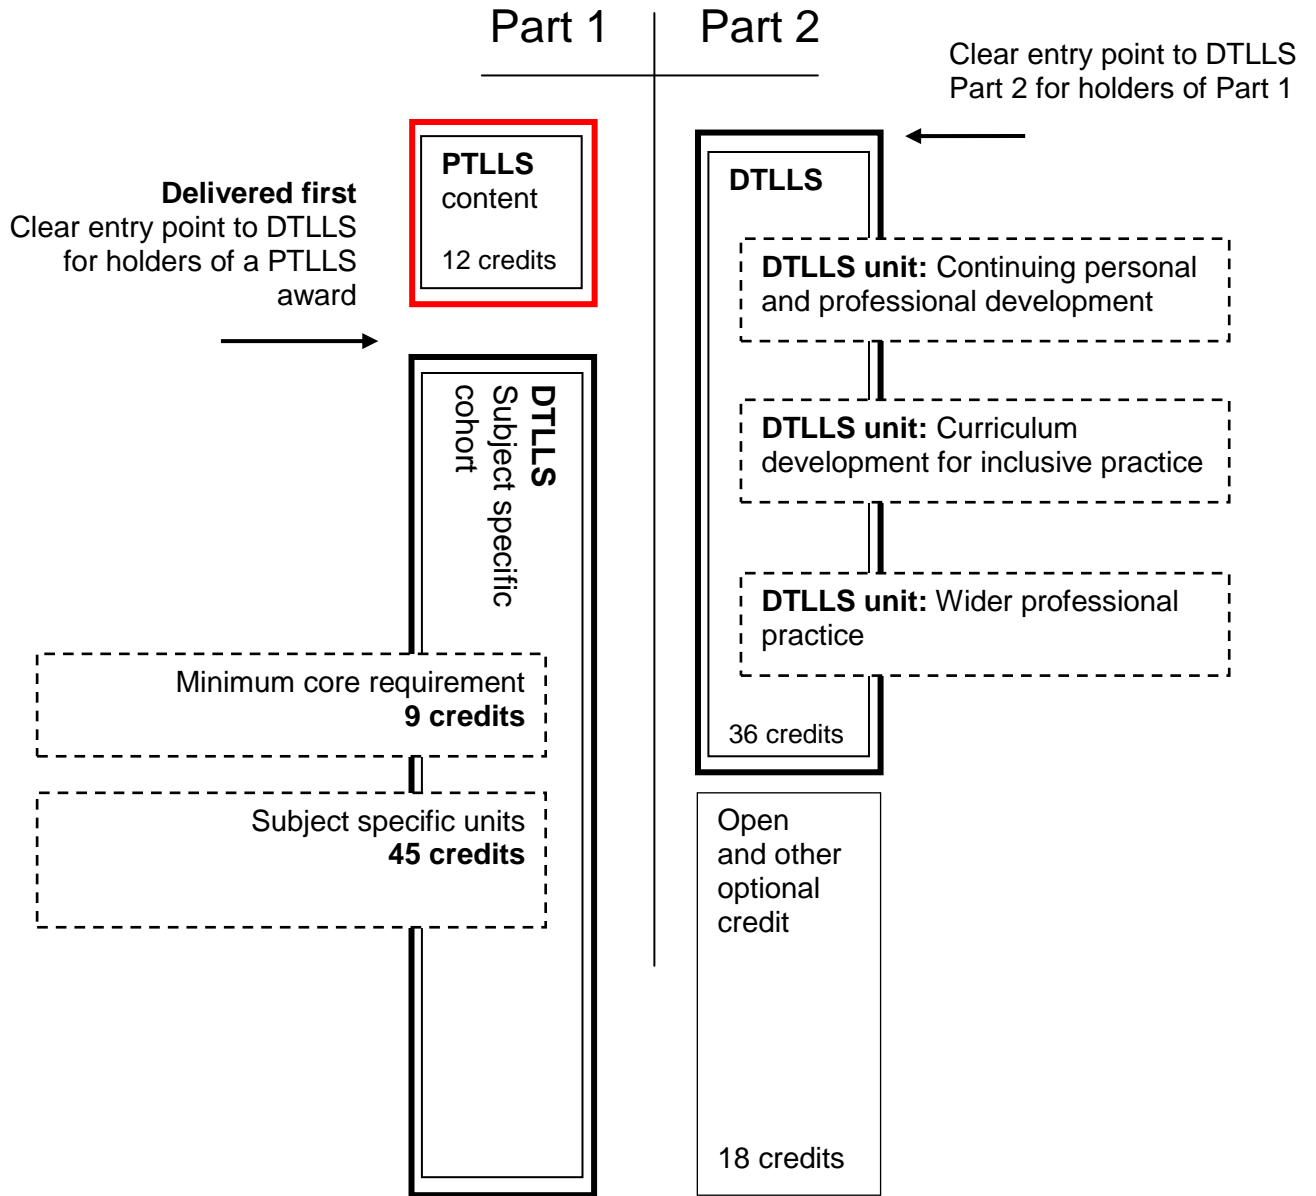 Part 1
Part 2
Clear entry point to DTLLS
Part 2 for holders of Part 1
Delivered first
Clear entry point to DTLLS
for holders of a PTLLS
award
PTLLS
content
12 credits
DTLLS
Subject specific
cohort
Minimum core requirement
9 credits
Subject specific units
45 credits
DTLLS
DTLLS unit: Continuing personal
and professional development
DTLLS unit: Curriculum
development for inclusive practice
DTLLS unit: Wider professional
practice
36 credits
Open
and other
optional
credit
18 credits